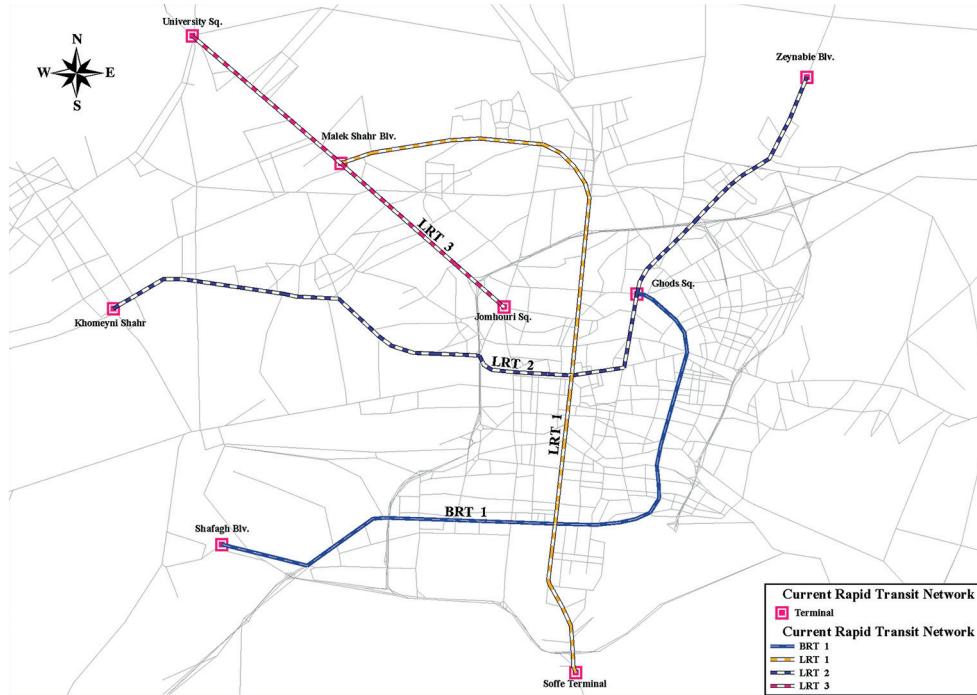 University Sq.
Zeynabie Blv.
N
W E
S
Malek Shahr Blv.
LRT 3
Ghods Sq.
Khomeyni Shahr
Jomhouri Sq.
LRT 2
LRT 1
BRT 1
Shafagh Blv.
Soffe Terminal
Current Rapid Transit Network
Terminal
Current Rapid Transit Network
BRT 1
LRT 1
LRT 2
LRT 3